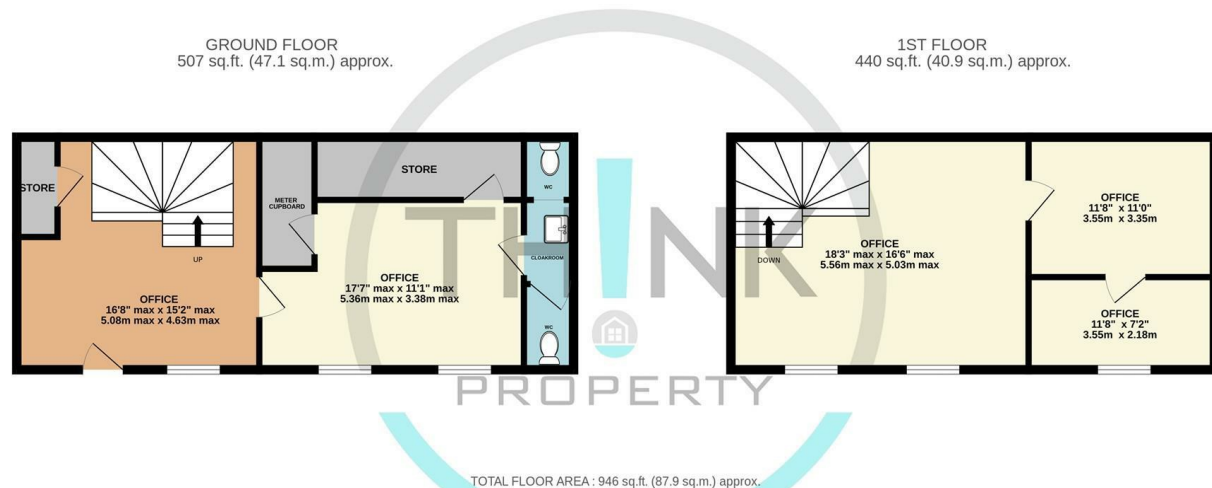 GROUND FLOOR
507 sq.ft. (47.1 sq.m.) approx.
1ST FLOOR
440 sq.ft. (40.9 sq.m.) approx.
STORE
UP
OFFICE
16'8" max x 15'2" max
5.08m max x 4.63m max
METER
CUPBOARD
STORE
OFFICE
17'7" max x 11'1" max
5.36m max x 3.38m max
WC
CLOAKROOM
WC
DOWN
OFFICE
18'3" max x 16'6" max
5.56m max x 5.03m max
OFFICE
11'8" x 11'0"
3.55m x 3.35m
OFFICE
11'8" x 7'2"
3.55m x 2.18m
TH!NK
PROPERTY
TOTAL FLOOR AREA : 946 sq.ft. (87.9 sq.m.) approx.